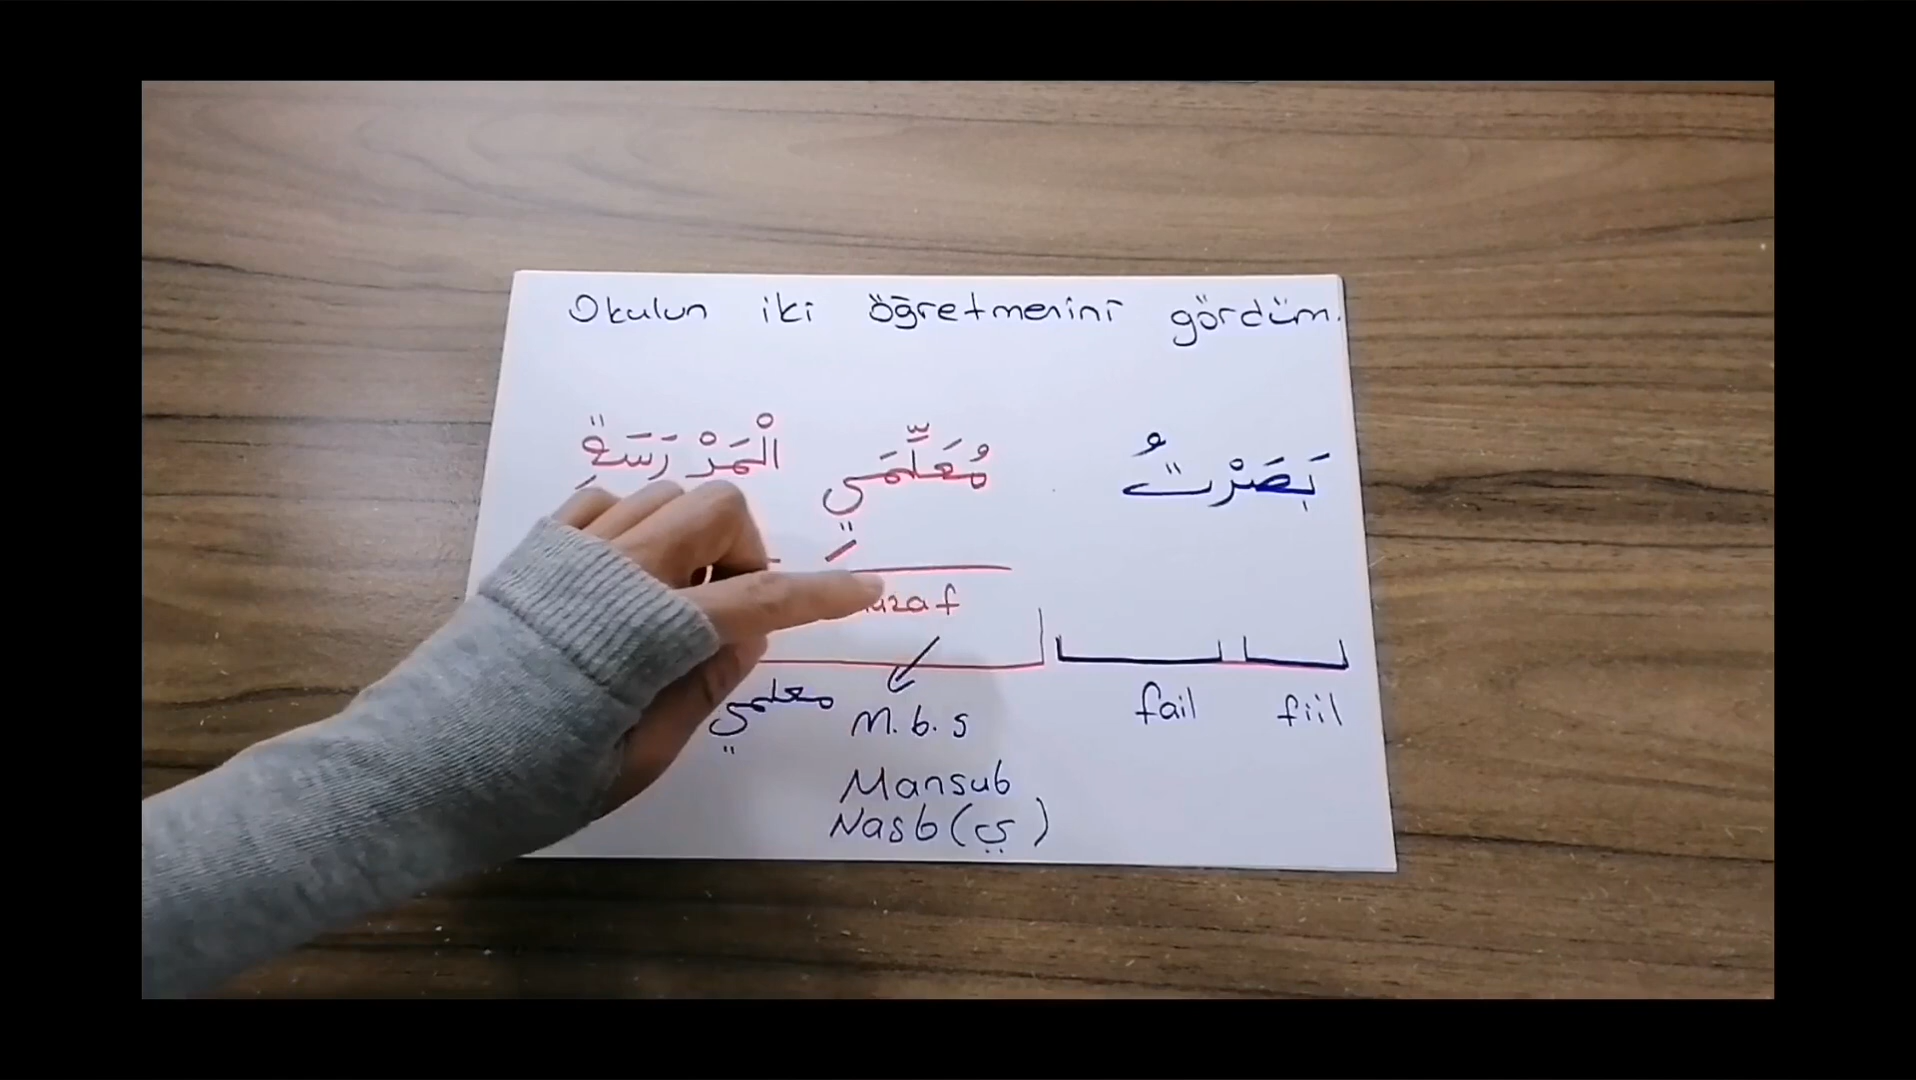 Okulun iki öğretmenini gördüm.
بَصَرْتُ مُعَلِّمَيِ الْمَدْرَسَةِ
fiil fail
معلمي
M.b.s
Mansub
Nasb (ي)